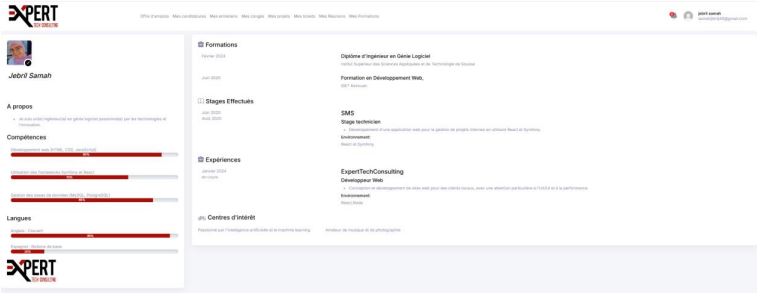 EXPERT
TECH CONSULTING
Offre d'emplois Mes candidatures Mes entretiens Mes congés Mes projets Mes tickets Mes Réunions Mes Formations
jebril samah
Jebril Samah
A propos
Je suis un(e) ingénieur(e) en génie logiciel passionné(e) par les technologies et
l'innovation.
Compétences
Développement web (HTML, CSS, JavaScript)
90%
Utilisation des frameworks Symfony et React
Gestion des bases de données (MySQL, PostgreSQL)
85%
Langues
Anglais : Courant
95%
Espagnol : Notions de base
20%
EXPERT
TECH CONSULTING
Formations
Février 2024
Diplôme d'ingénieur en Génie Logiciel
Institut Supérieur des Sciences Appliquées et de Technologie de Sousse
Juin 2020
Formation en Développement Web,
ISET Kairouan
Stages Effectués
Juin 2020
Août 2020
SMS
Stage technicien
Développement d'une application web pour la gestion de projets internes en utilisant React et Symfony.
Environnement:
React et Symfony
Expériences
Janvier 2024
en cours
ExpertTechConsulting
Développeur Web
Conception et développement de sites web pour des clients locaux, avec une attention particulière à l'UX/UI et à la performance.
Environnement:
React Node
Centres d'intérêt
Passionné par l'intelligence artificielle et le machine learning Amateur de musique et de photographie